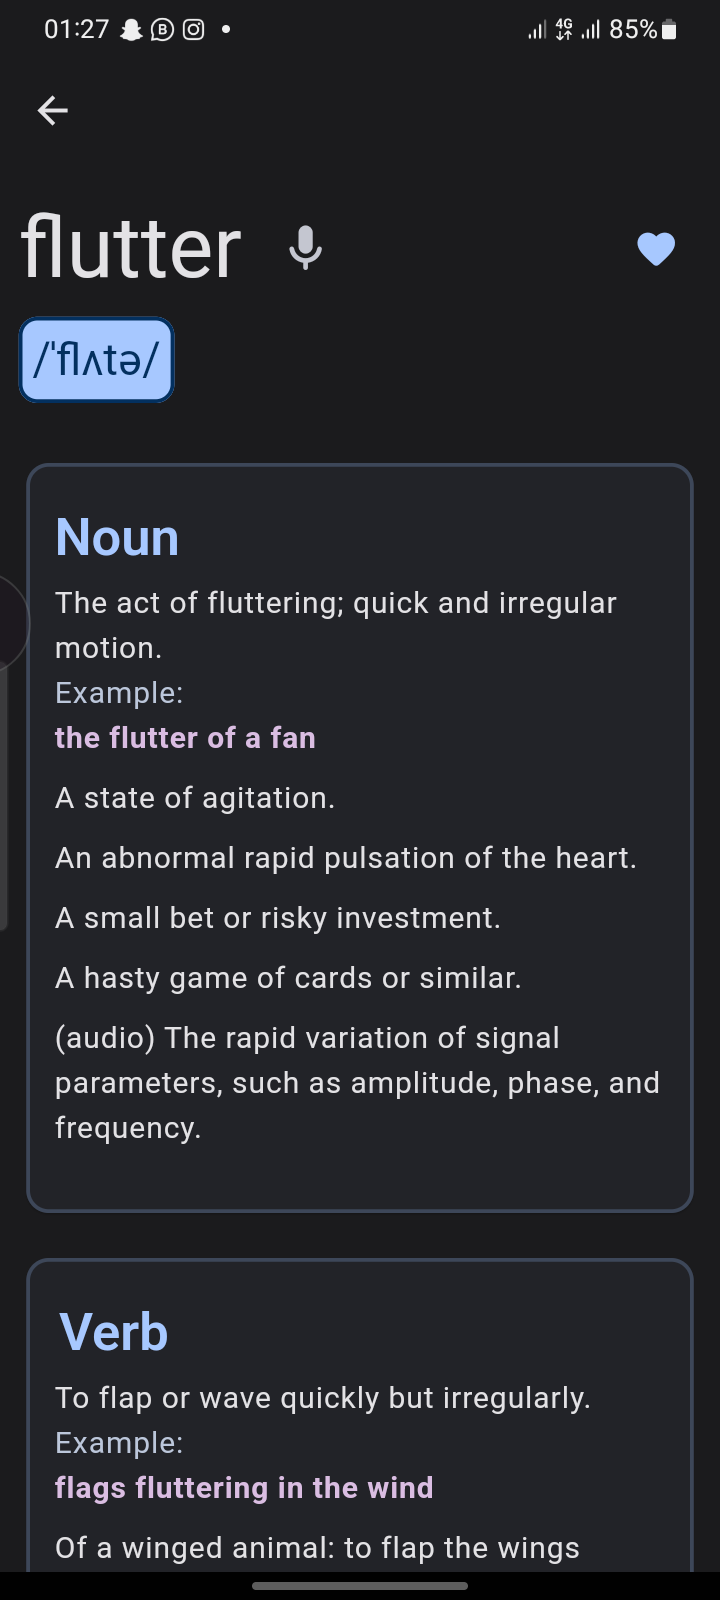 01:27 4G 85%
flutter
/ˈflʌtə/
Noun
The act of fluttering; quick and irregular
motion.
Example:
the flutter of a fan
A state of agitation.
An abnormal rapid pulsation of the heart.
A small bet or risky investment.
A hasty game of cards or similar.
(audio) The rapid variation of signal
parameters, such as amplitude, phase, and
frequency.
Verb
To flap or wave quickly but irregularly.
Example:
flags fluttering in the wind
Of a winged animal: to flap the wings